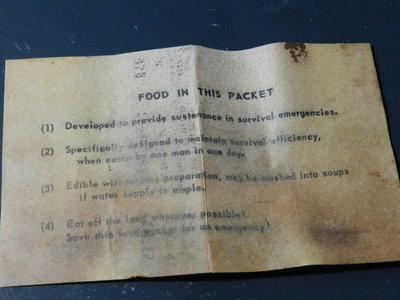 FOOD IN THIS PACKET
(1) Developed to provide sustenance in survival emergencies.
(2) Specifically designed to maintain survival efficiency,
when eaten by one man in one day.
(3) Edible without any preparation, may be mushed into soups
if water supply is ample.
(4) Eat off the land wherever possible!
Save this food packet for an emergency!